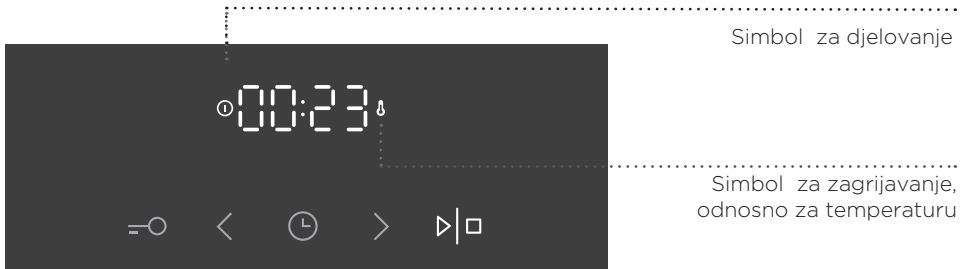 Simbol za djelovanje
00:23
Simbol za zagrijavanje,
odnosno za temperaturu